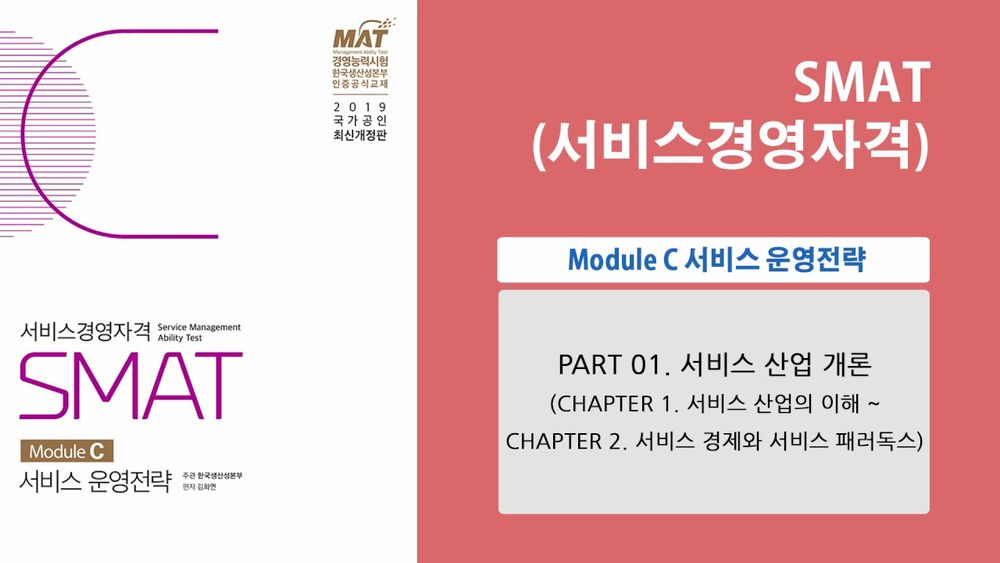 MAT
Management Ability Test
경영능력시험
한국생산성본부
인증공식교재
2019
국가공인
최신개정판
서비스경영자격 Service Management
Ability Test
SMAT
Module C
서비스 운영전략
주관 한국생산성본부
편저 김화연
SMAT
(서비스경영자격)
Module C 서비스 운영전략
PART 01. 서비스 산업 개론
(CHAPTER 1. 서비스 산업의 이해 ~
CHAPTER 2. 서비스 경제와 서비스 패러독스)